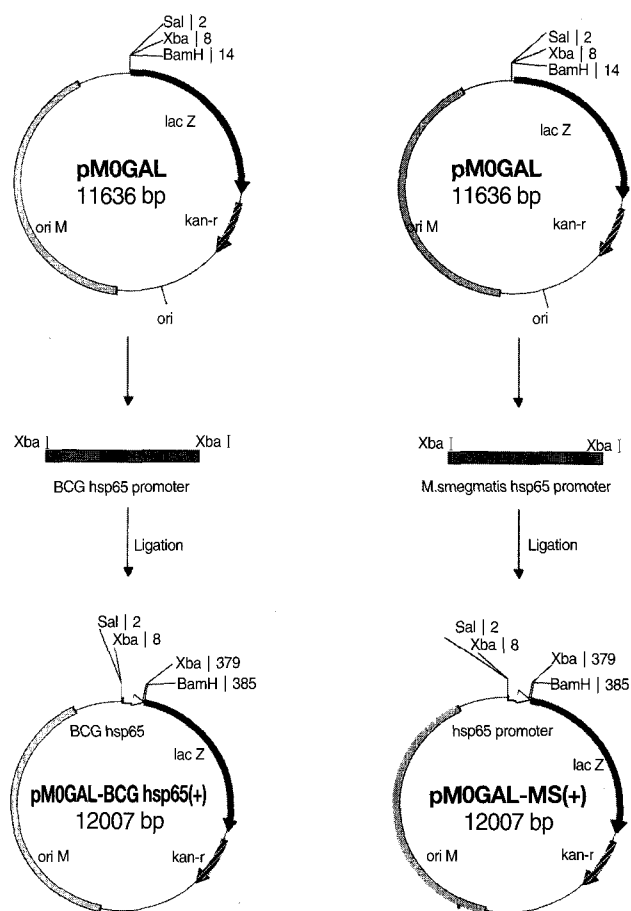 Sal | 2
Xba | 8
BamH | 14
lac Z
pM0GAL
11636 bp
ori M
kan-r
ori
Sal | 2
Xba | 8
BamH | 14
lac Z
pM0GAL
11636 bp
ori M
kan-r
ori
Xba I
Xba I
BCG hsp65 promoter
Xba I
Xba I
M.smegmatis hsp65 promoter
Ligation
Ligation
Sal | 2
Xba | 8
Xba | 379
BamH | 385
BCG hsp65
lac Z
pM0GAL-BCG hsp65(+)
12007 bp
ori M
kan-r
Sal | 2
Xba | 8
Xba | 379
BamH | 385
hsp65 promoter
lac Z
pM0GAL-MS(+)
12007 bp
ori M
kan-r